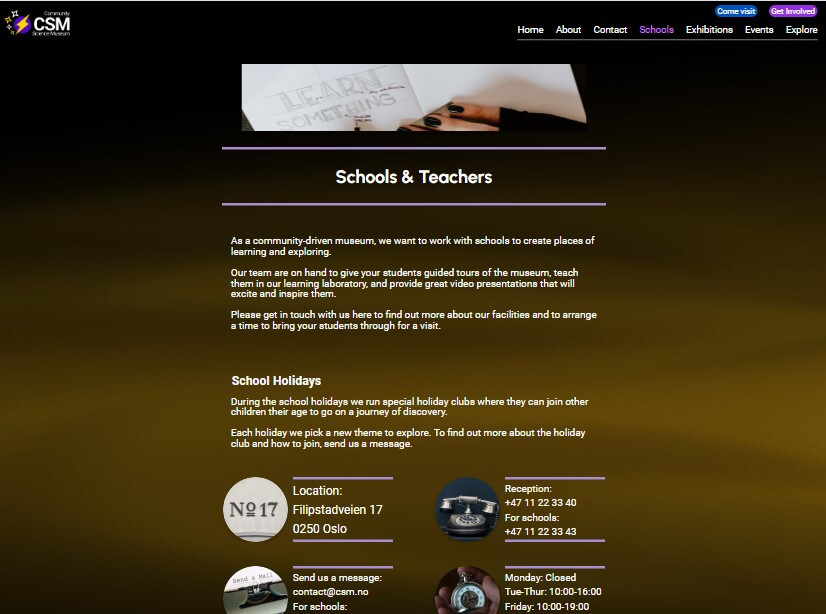 Community
CSM
Science Museum
Come visit
Get Involved
Home
About
Contact
Schools
Exhibitions
Events
Explore
LEARN
SOMETHING
Schools & Teachers
As a community-driven museum, we want to work with schools to create places of
learning and exploring.
Our team are on hand to give your students guided tours of the museum, teach
them in our learning laboratory, and provide great video presentations that will
excite and inspire them.
Please get in touch with us here to find out more about our facilities and to arrange
a time to bring your students through for a visit.
School Holidays
During the school holidays we run special holiday clubs where they can join other
children their age to go on a journey of discovery.
Each holiday we pick a new theme to explore. To find out more about the holiday
club and how to join, send us a message.
Nº 17
Location:
Filipstadveien 17
0250 Oslo
Reception:
+47 11 22 33 40
For schools:
+47 11 22 33 43
Send a Mail
Send us a message:
contact@csm.no
For schools:
Monday: Closed
Tue-Thur: 10:00-16:00
Friday: 10:00-19:00